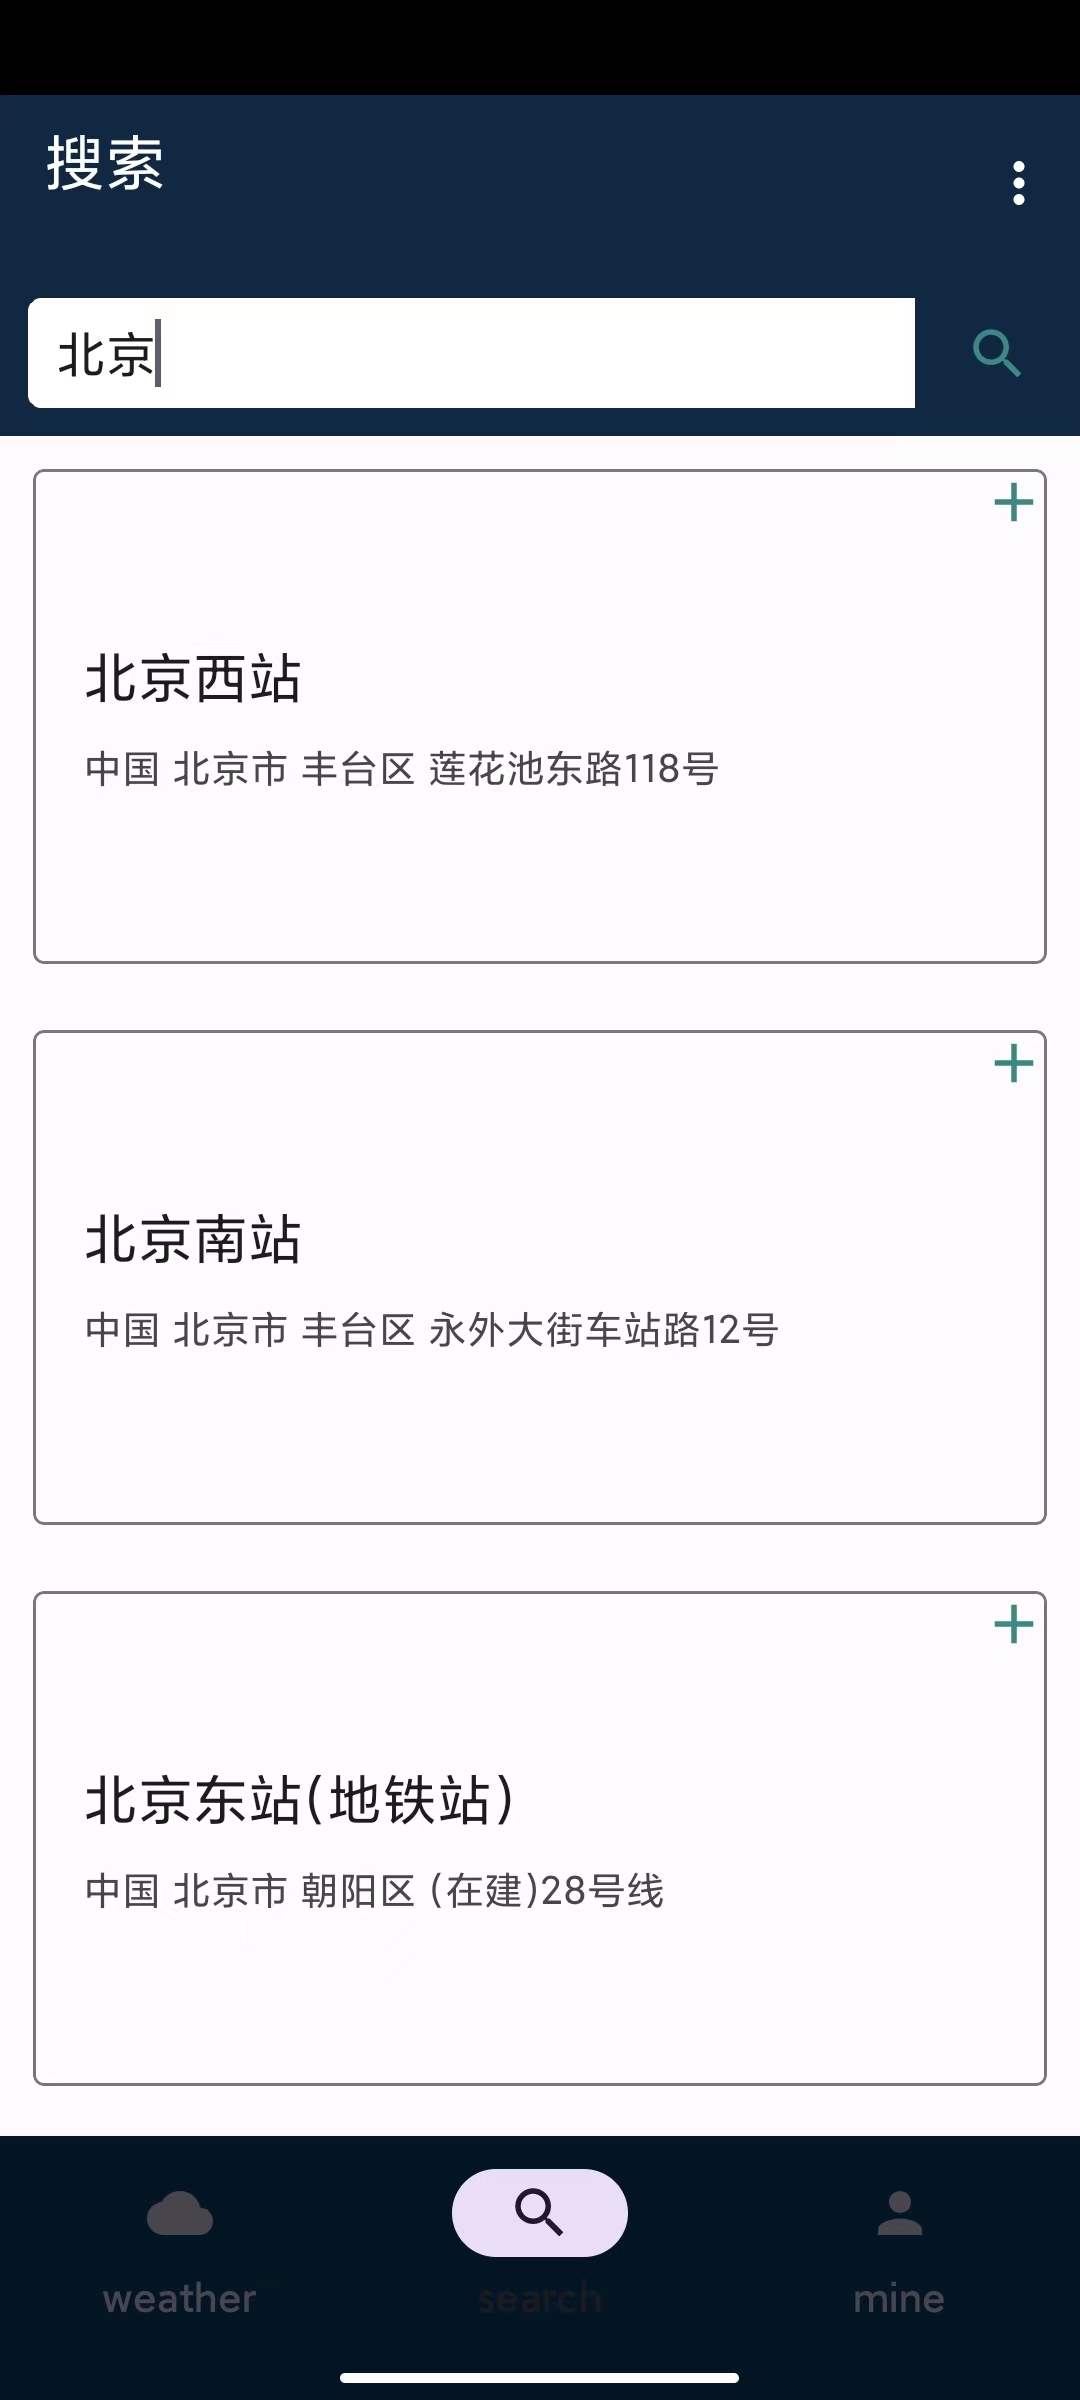 搜索
北京
北京西站
中国 北京市 丰台区 莲花池东路118号
北京南站
中国 北京市 丰台区 永外大街车站路12号
北京东站(地铁站)
中国 北京市 朝阳区 (在建)28号线
weather
search
mine